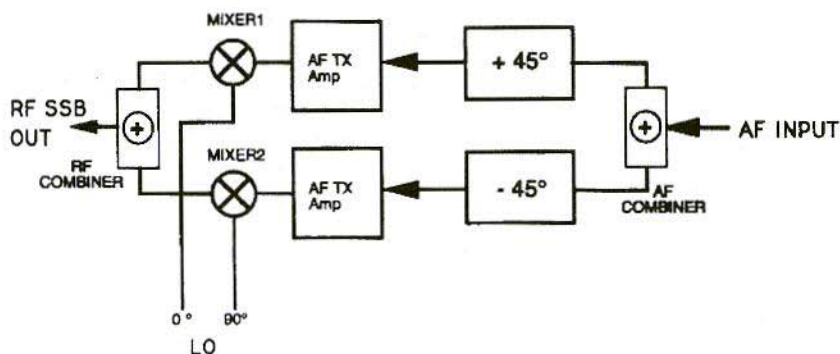 MIXER1
AF TX
Amp
+ 45°
RF SSB
OUT
+
RF
COMBINER
+
AF INPUT
MIXER2
AF TX
Amp
- 45°
AF
COMBINER
0°
90°
LO